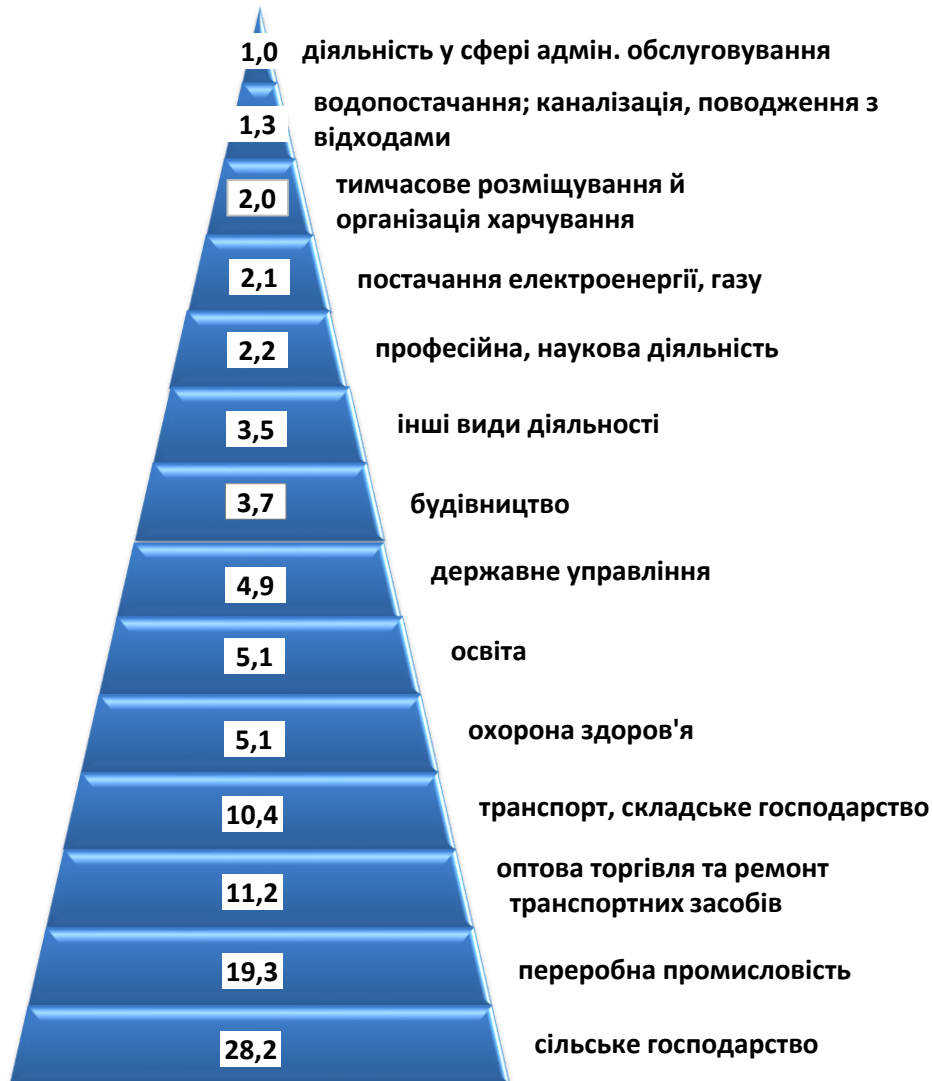 1,0 діяльність у сфері адмін. обслуговування
водопостачання; каналізація, поводження з
1,3
відходами
тимчасове розміщування й
2,0
організація харчування
2,1 постачання електроенергії, газу
2,2 професійна, наукова діяльність
3,5 інші види діяльності
3,7 будівництво
4,9 державне управління
5,1 освіта
5,1 охорона здоров'я
10,4 транспорт, складське господарство
оптова торгівля та ремонт
11,2
транспортних засобів
19,3 переробна промисловість
28,2 сільське господарство